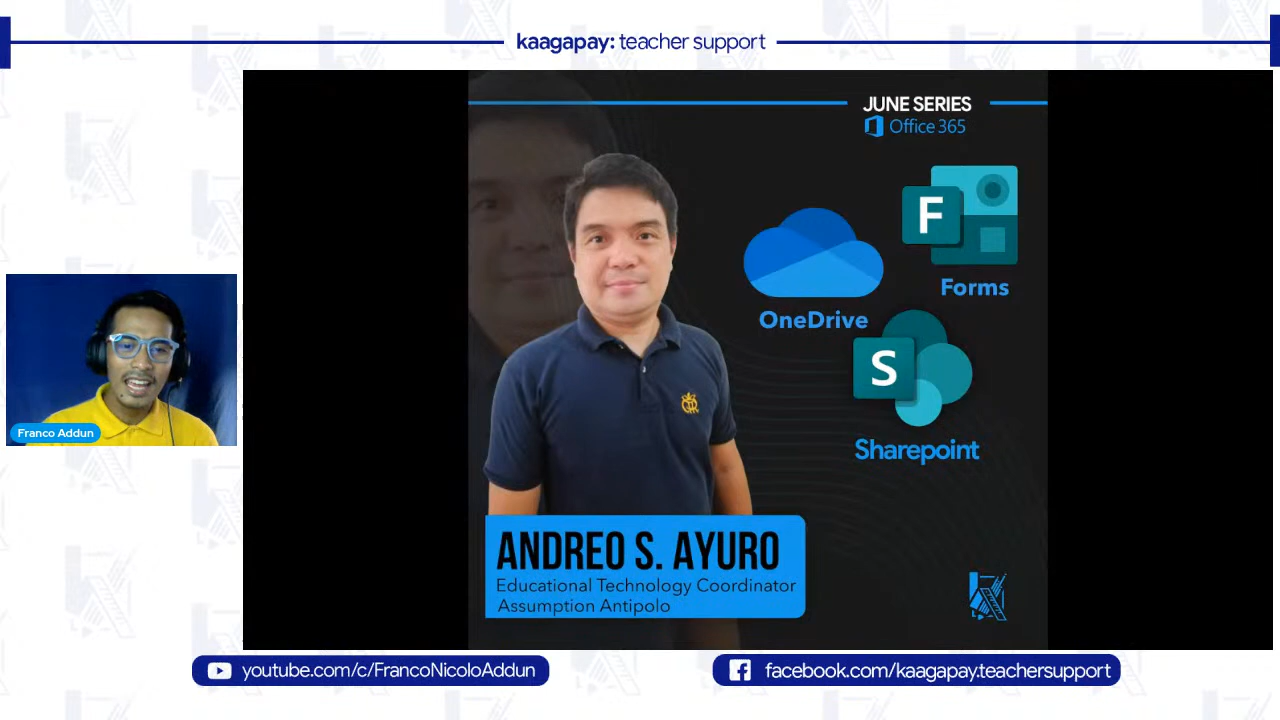 kaagapay: teacher support
JUNE SERIES
Office 365
F
Forms
OneDrive
S
Sharepoint
Franco Addun
ANDREO S. AYURO
Educational Technology Coordinator
Assumption Antipolo
youtube.com/c/FrancoNicoloAddun
facebook.com/kaagapay.teachersupport